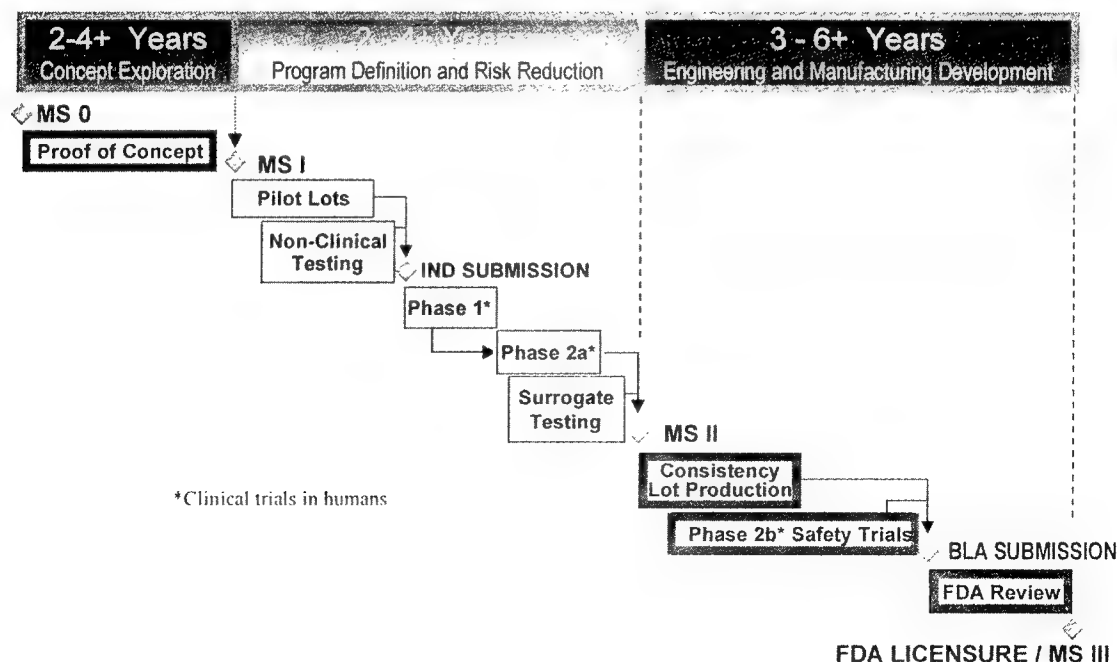 2-4+ Years
Concept Exploration
Program Definition and Risk Reduction
3 - 6+ Years
Engineering and Manufacturing Development
MS 0
Proof of Concept
MS I
Pilot Lots
Non-Clinical
Testing
IND SUBMISSION
Phase 1*
Phase 2a*
Surrogate
Testing
MS II
Consistency
Lot Production
*Clinical trials in humans
Phase 2b* Safety Trials
BLA SUBMISSION
FDA Review
FDA LICENSURE / MS III